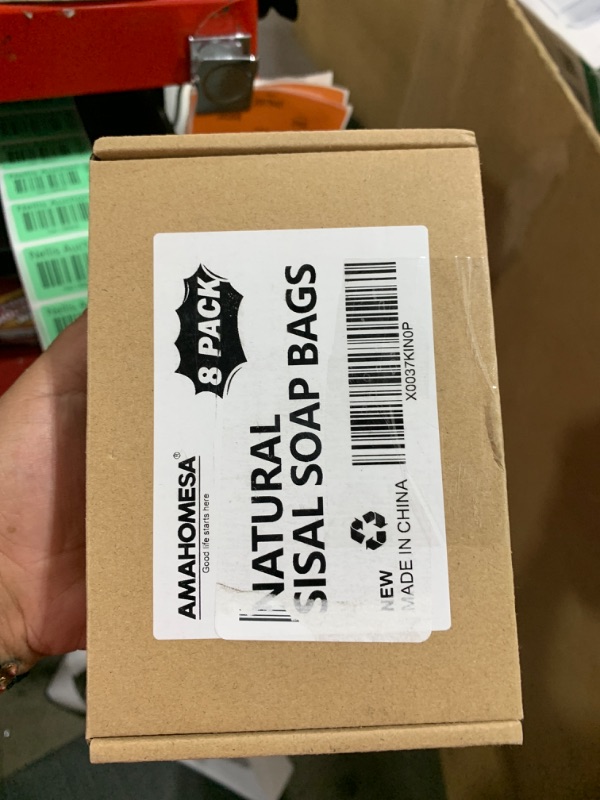 AMAHOMESA®
Good life starts here
8 PACK
NATURAL
SISAL SOAP BAGS
NEW
MADE IN CHINA
X0037KIN0P